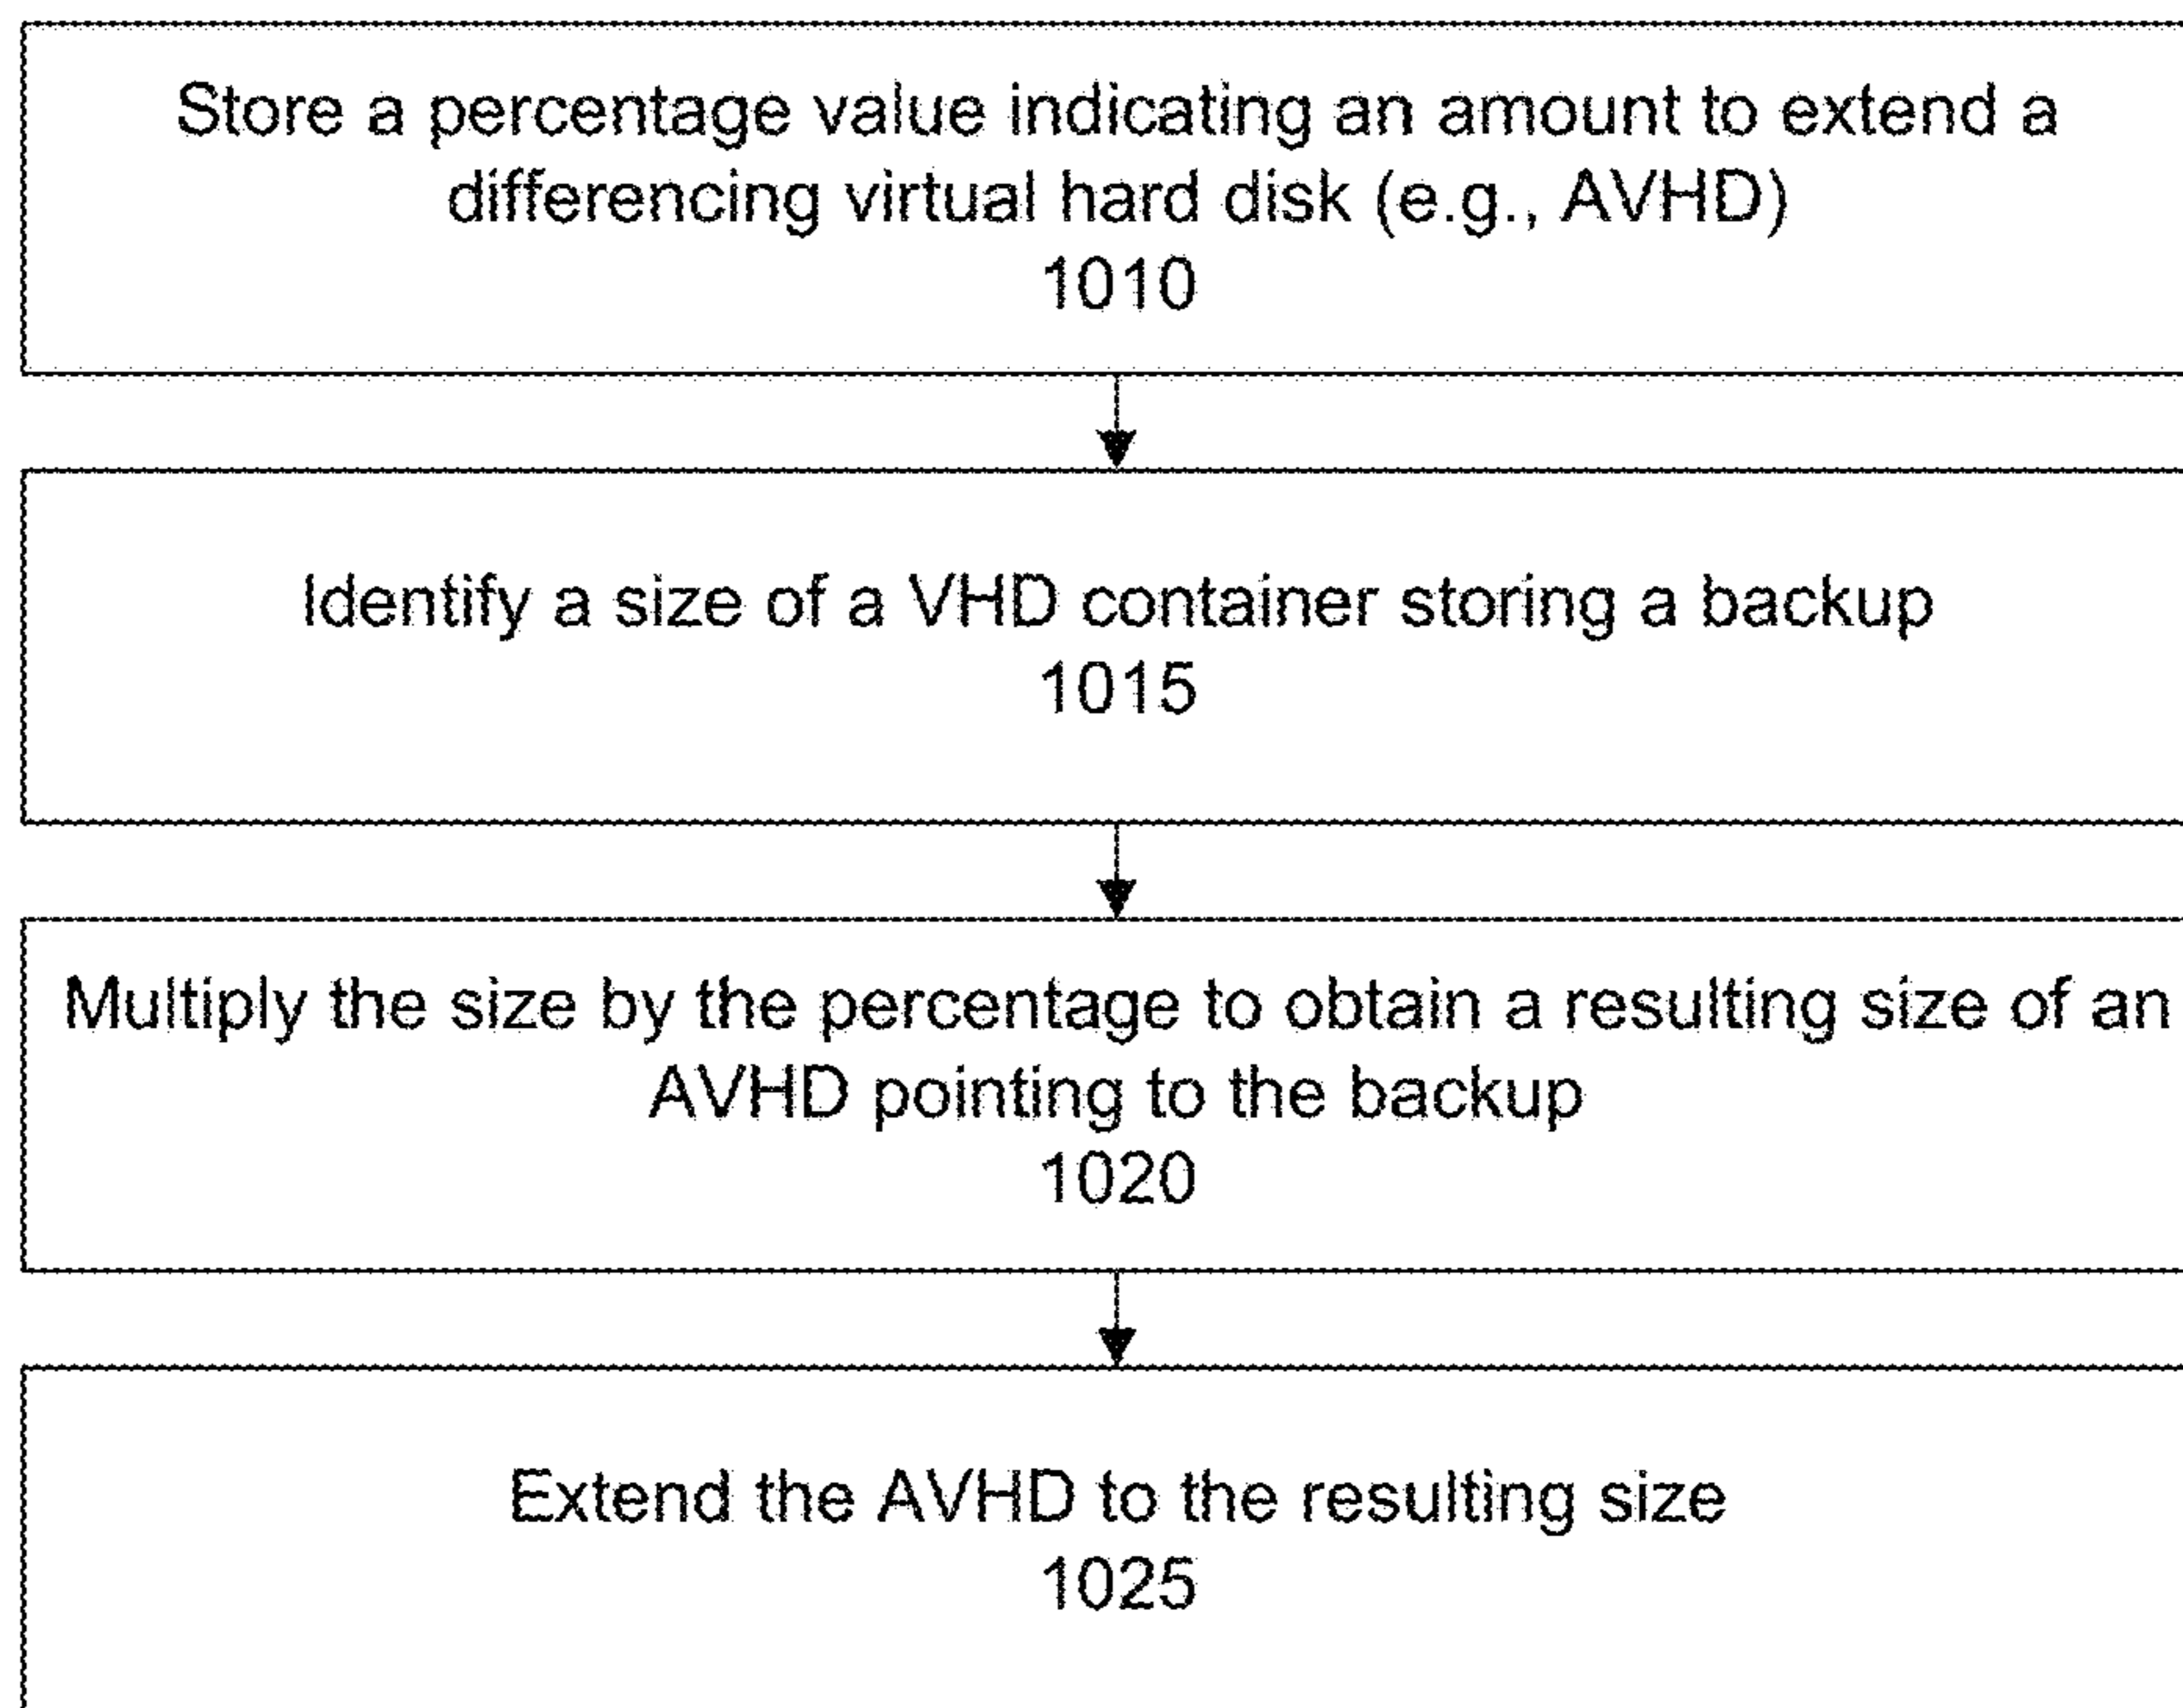 Store a percentage value indicating an amount to extend a
differencing virtual hard disk (e.g., AVHD)
1010
Identify a size of a VHD container storing a backup
1015
Multiply the size by the percentage to obtain a resulting size of an
AVHD pointing to the backup
1020
Extend the AVHD to the resulting size
1025